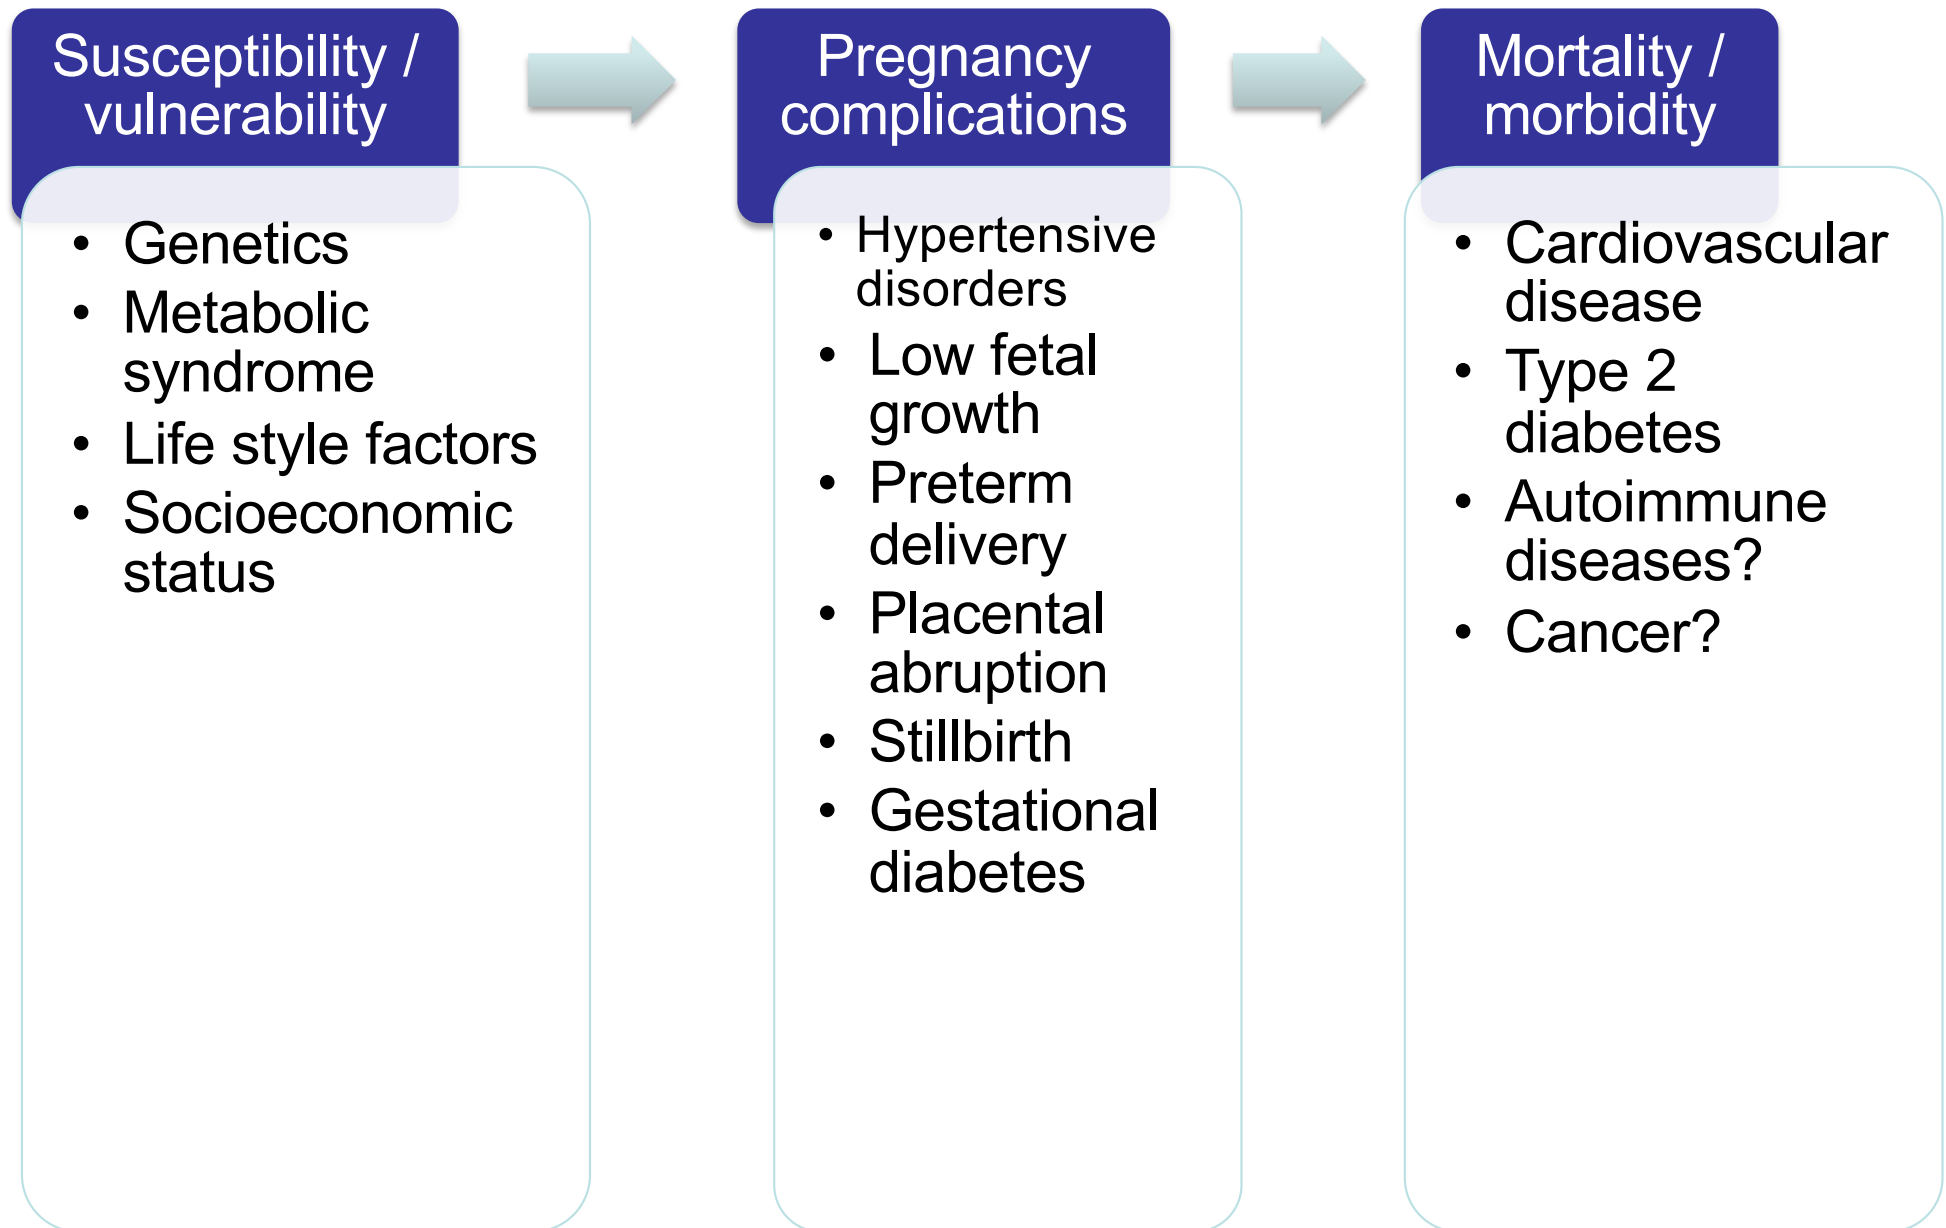 Susceptibility /
vulnerability
• Genetics
• Metabolic
syndrome
• Life style factors
• Socioeconomic
status
Pregnancy
complications
• Hypertensive
disorders
• Low fetal
growth
• Preterm
delivery
• Placental
abruption
• Stillbirth
• Gestational
diabetes
Mortality /
morbidity
• Cardiovascular
disease
• Type 2
diabetes
• Autoimmune
diseases?
• Cancer?